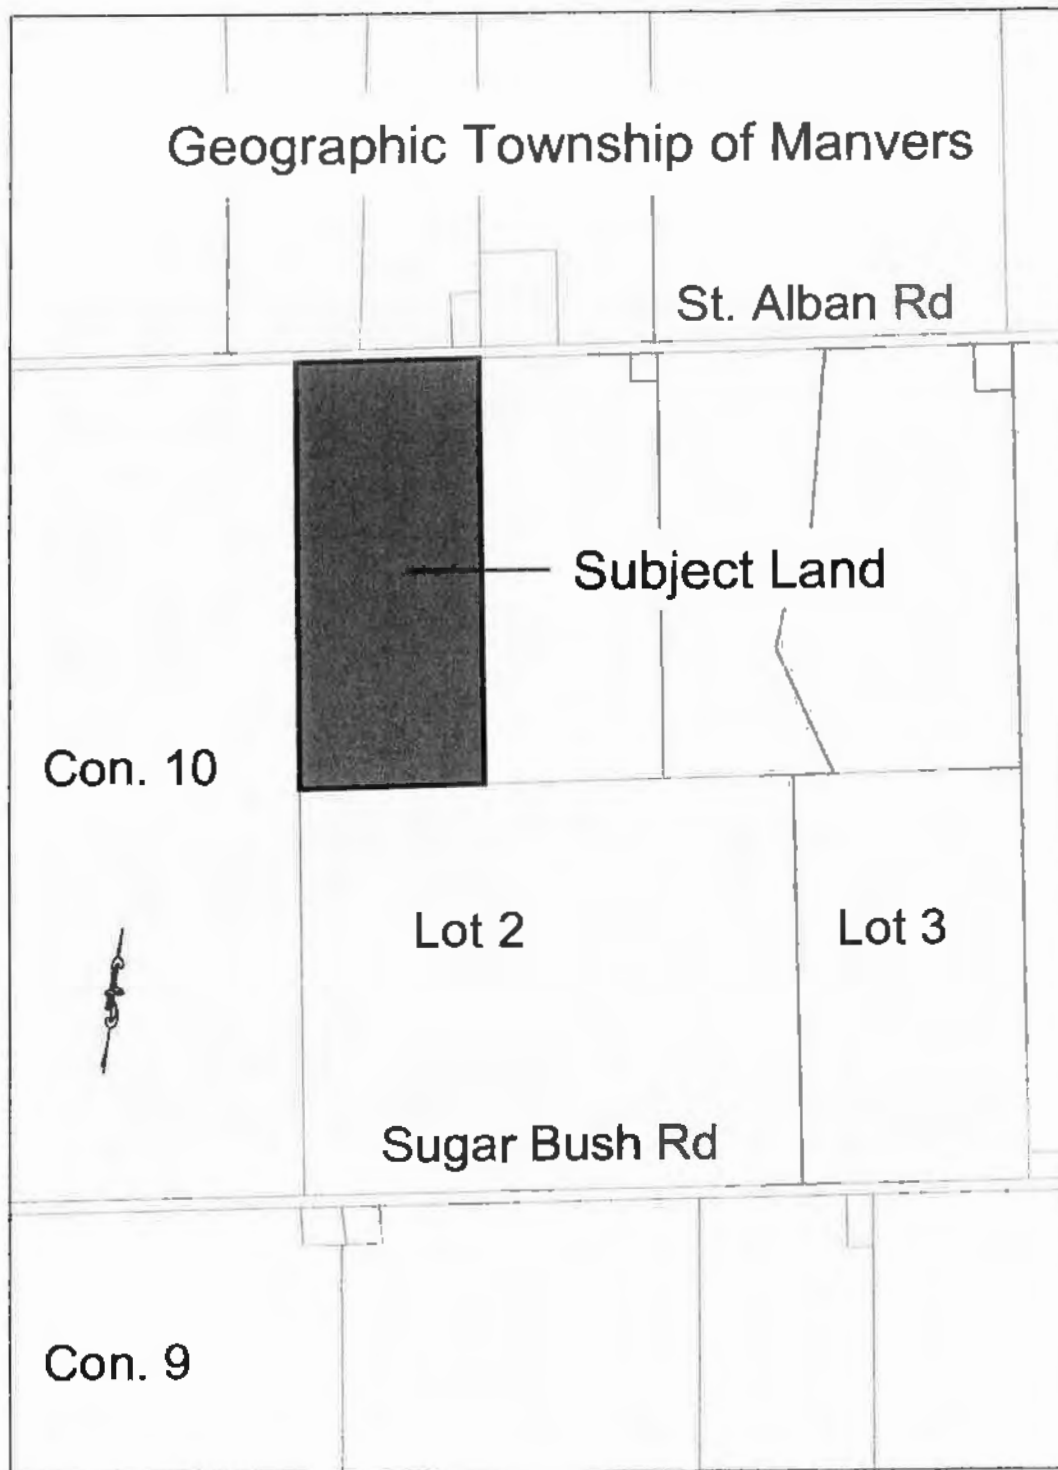 Geographic Township of Manvers
St. Alban Rd
Subject Land
Con. 10
Lot 2
Lot 3
Sugar Bush Rd
Con. 9